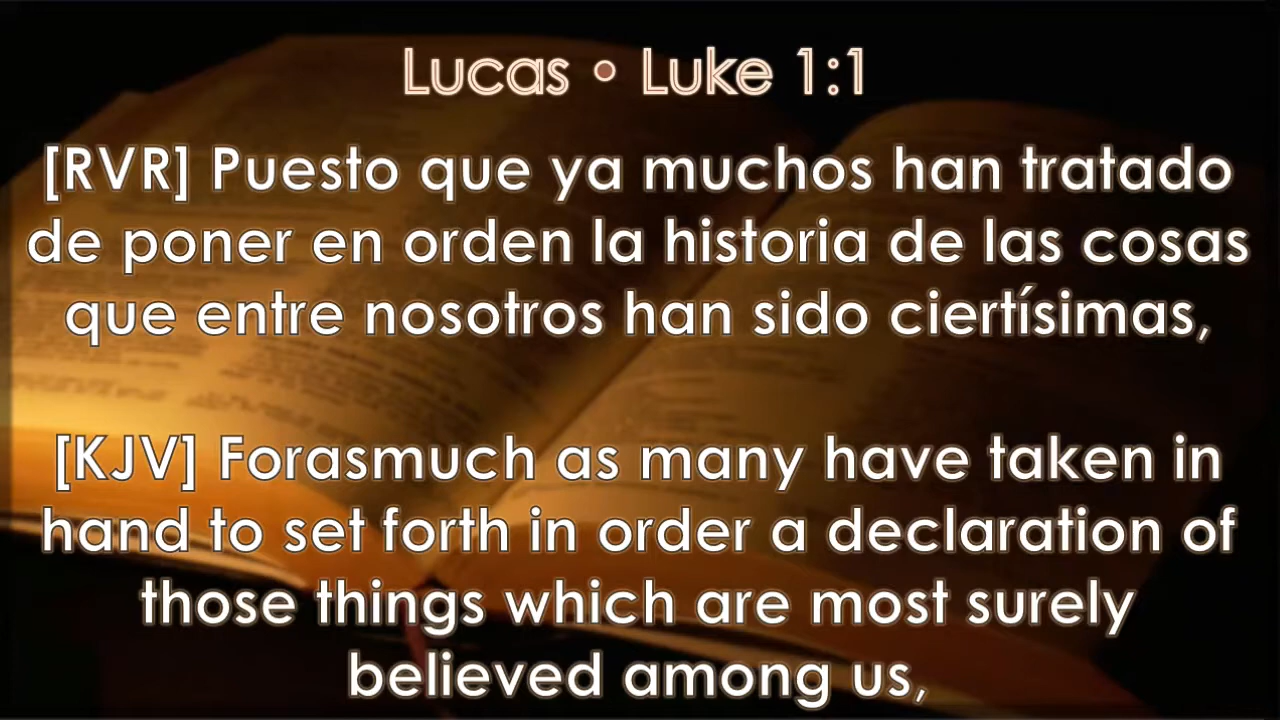 Lucas • Luke 1:1
[RVR] Puesto que ya muchos han tratado
de poner en orden la historia de las cosas
que entre nosotros han sido ciertísimas,
[KJV] Forasmuch as many have taken in
hand to set forth in order a declaration of
those things which are most surely
believed among us,